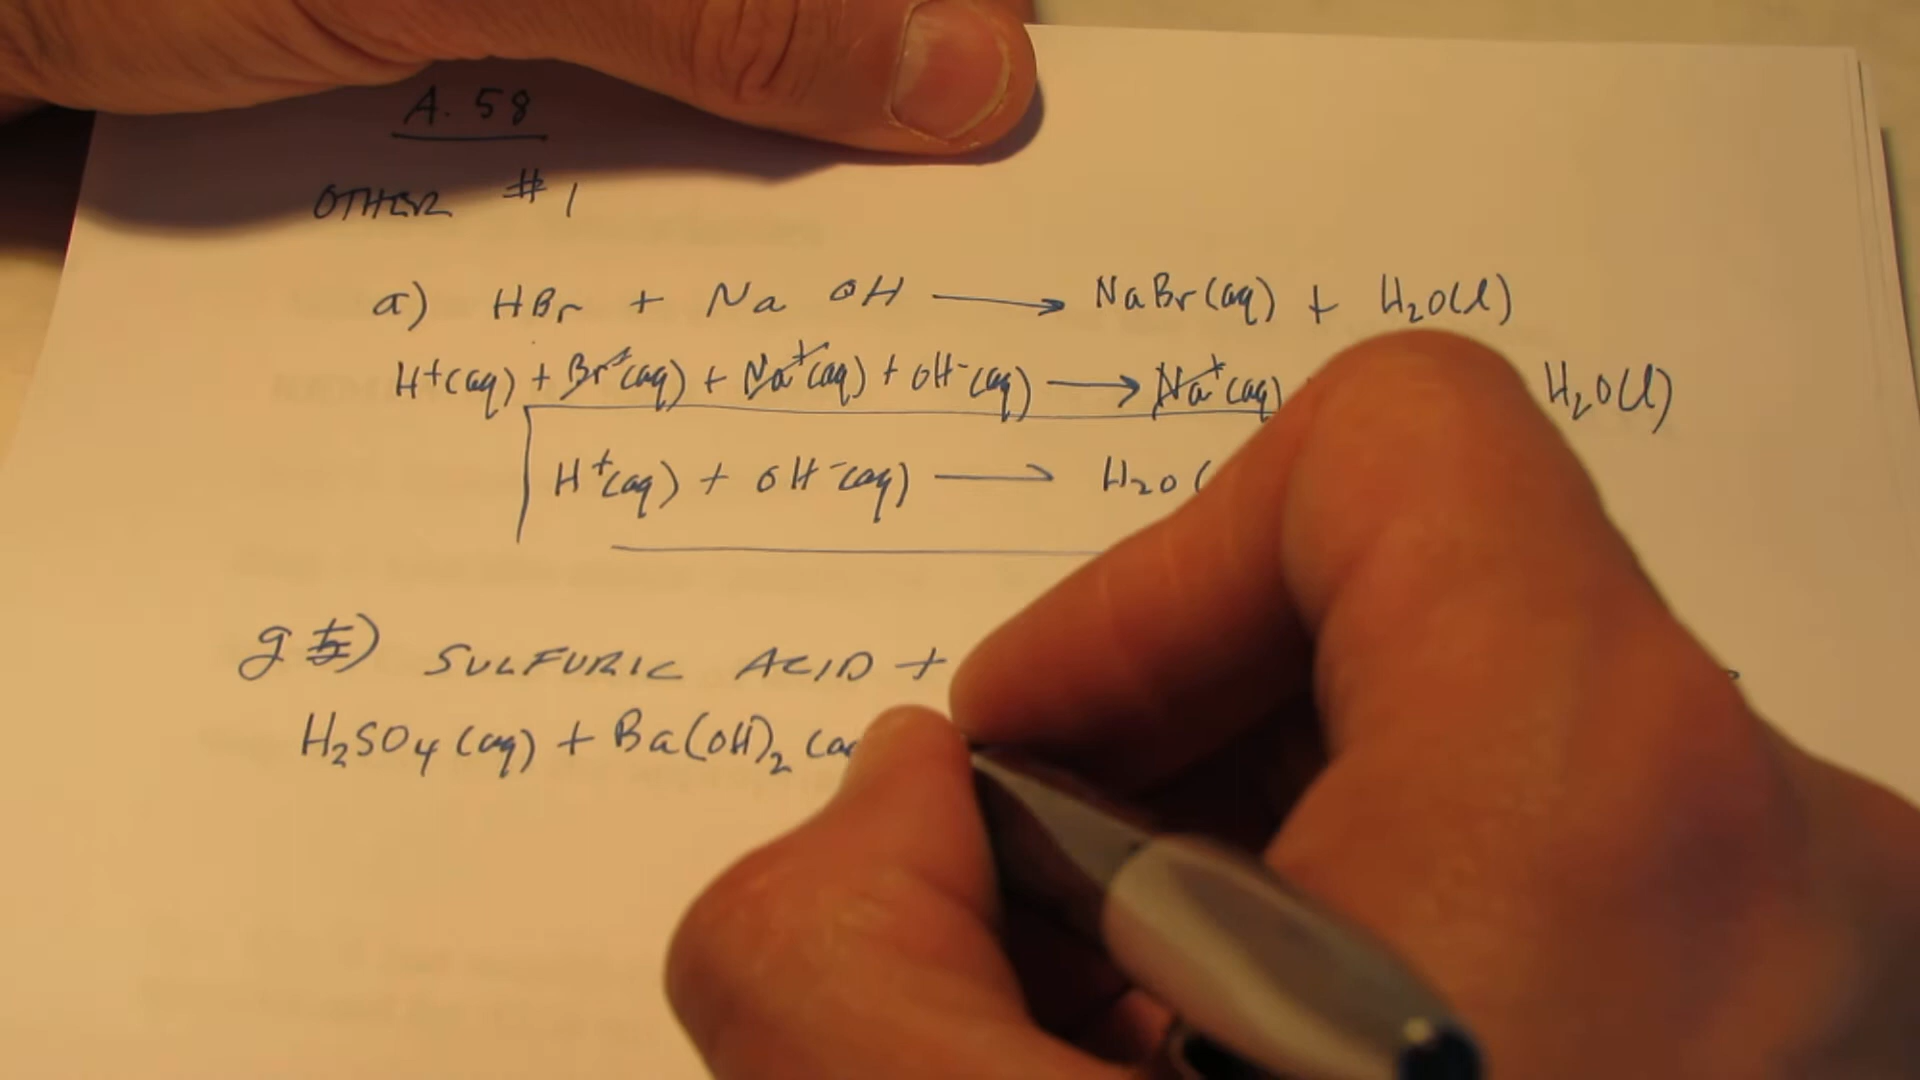 A. 58
OTHER #1
a) HBr + Na OH → NaBr(aq) + H₂O(l)
H⁺(aq) + Br⁻(aq) + Na⁺(aq) + OH⁻(aq) → Na⁺(aq) H₂O(l)
H⁺(aq) + OH⁻(aq) → H₂O (
g) SULFURIC ACID +
H₂SO₄(aq) + Ba(OH)₂ (aq